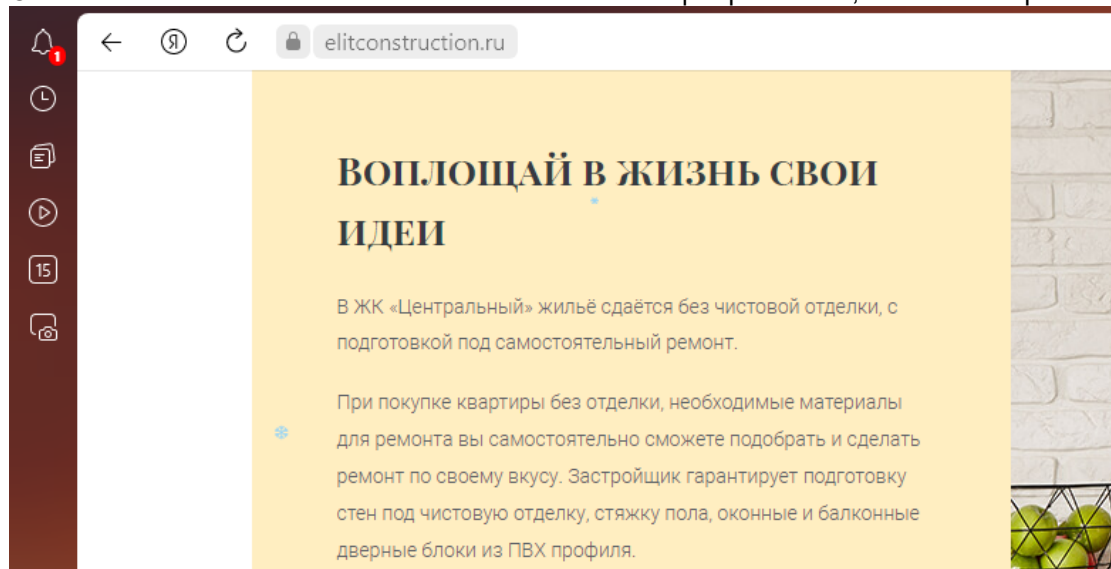 1
elitconstruction.ru
Воплощай в жизнь свои
идеи
15
В ЖК «Центральный» жильё сдаётся без чистовой отделки, с
подготовкой под самостоятельный ремонт.
При покупке квартиры без отделки, необходимые материалы
для ремонта вы самостоятельно сможете подобрать и сделать
ремонт по своему вкусу. Застройщик гарантирует подготовку
стен под чистовую отделку, стяжку пола, оконные и балконные
дверные блоки из ПВХ профиля.